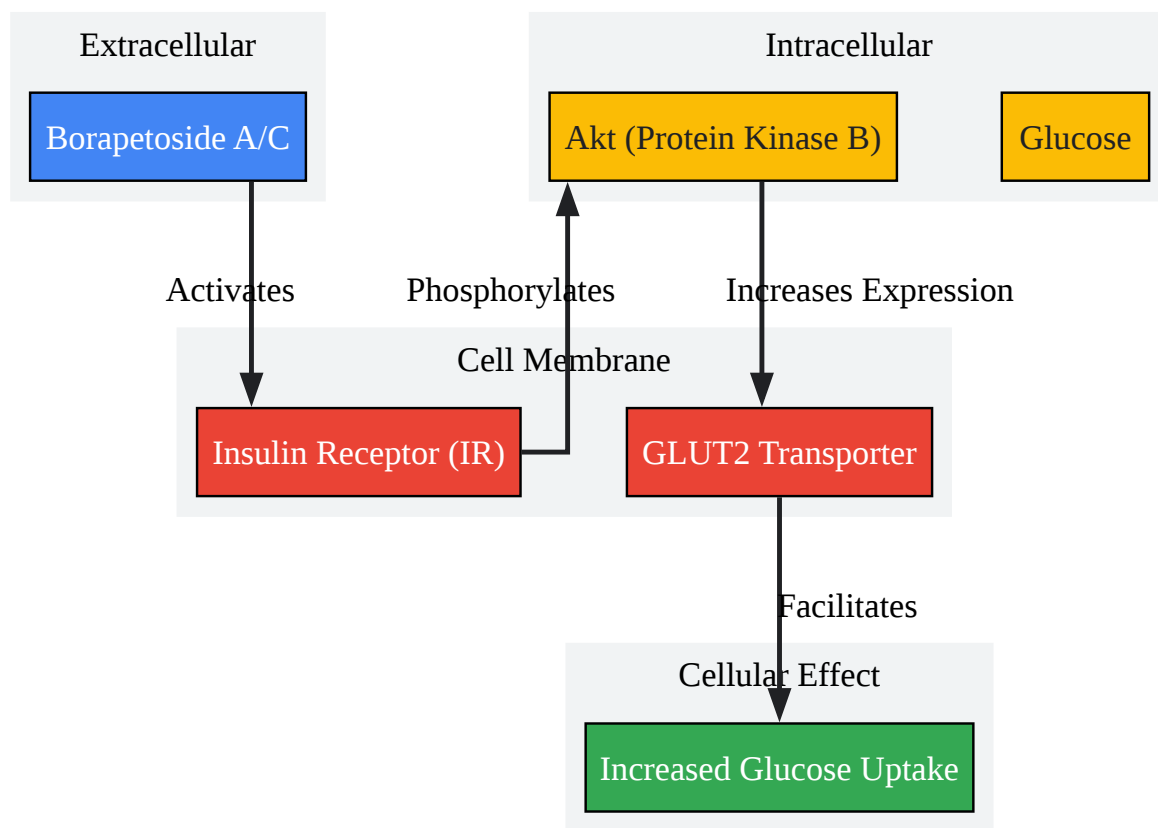 Extracellular
Intracellular
Borapetoside A/C
Akt (Protein Kinase B)
Glucose
Activates
Phosphorylates
Increases Expression
Cell Membrane
Insulin Receptor (IR)
GLUT2 Transporter
Facilitates
Cellular Effect
Increased Glucose Uptake